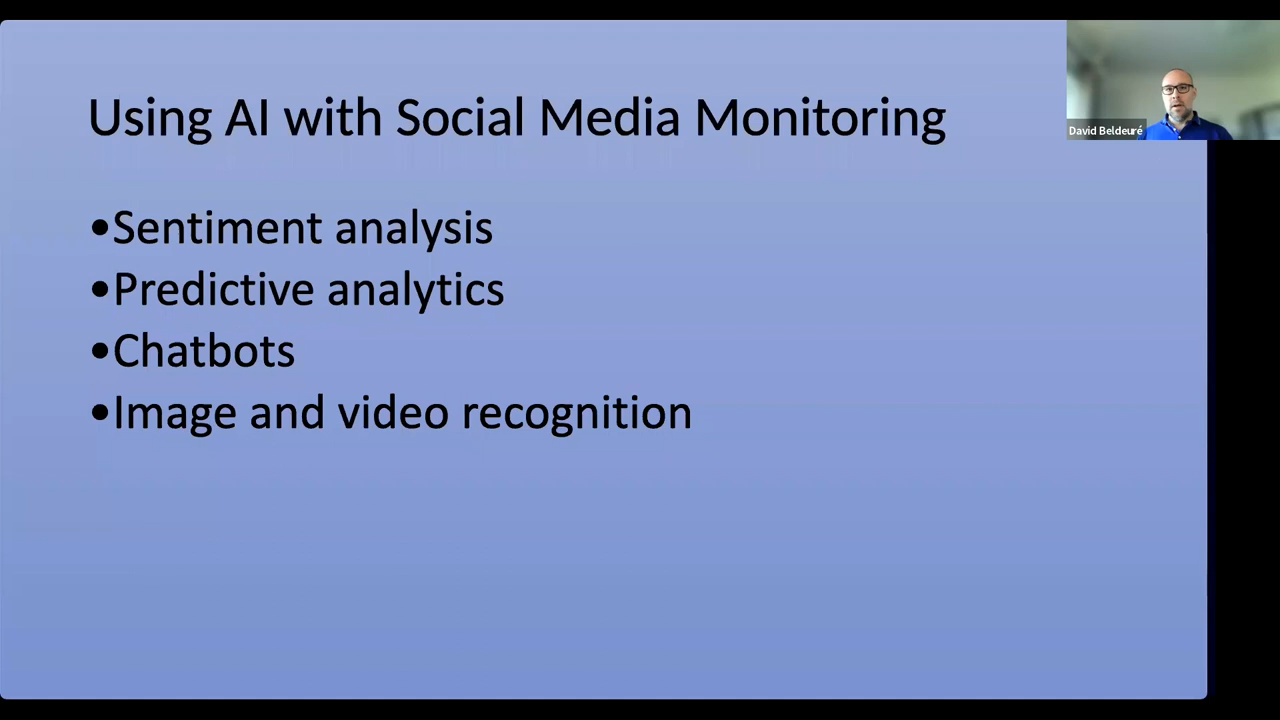 Using AI with Social Media Monitoring
David Beldeuré
•Sentiment analysis
•Predictive analytics
•Chatbots
•Image and video recognition